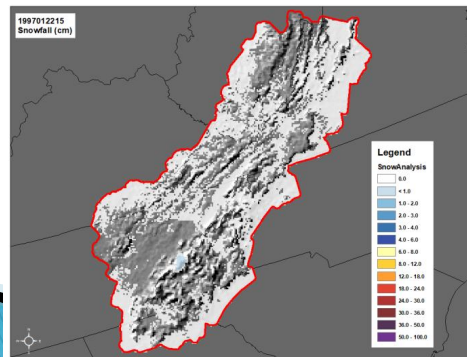 1997012215
Snowfall (cm)
Legend
SnowAnalysis
0.0
< 1.0
1.0 - 2.0
2.0 - 3.0
3.0 - 4.0
4.0 - 6.0
6.0 - 8.0
8.0 - 12.0
12.0 - 18.0
18.0 - 24.0
24.0 - 30.0
30.0 - 36.0
36.0 - 50.0
50.0 - 100.0